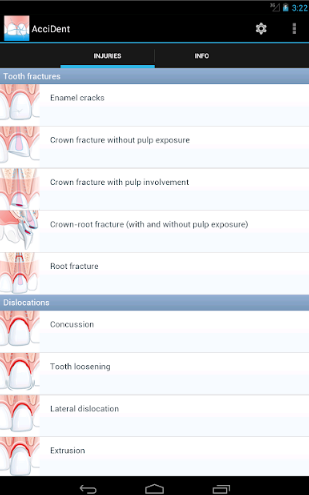 3:22
AcciDent
INJURIES
INFO
Tooth fractures
Enamel cracks
Crown fracture without pulp exposure
Crown fracture with pulp involvement
Crown-root fracture (with and without pulp exposure)
Root fracture
Dislocations
Concussion
Tooth loosening
Lateral dislocation
Extrusion